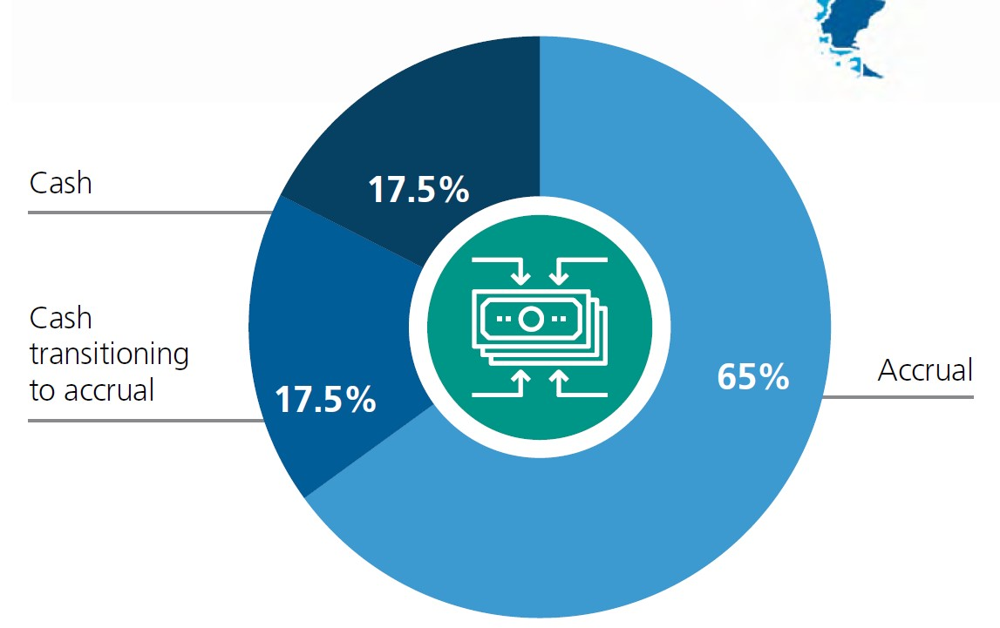 Cash
17.5%
Cash
transitioning
to accrual
17.5%
65%
Accrual